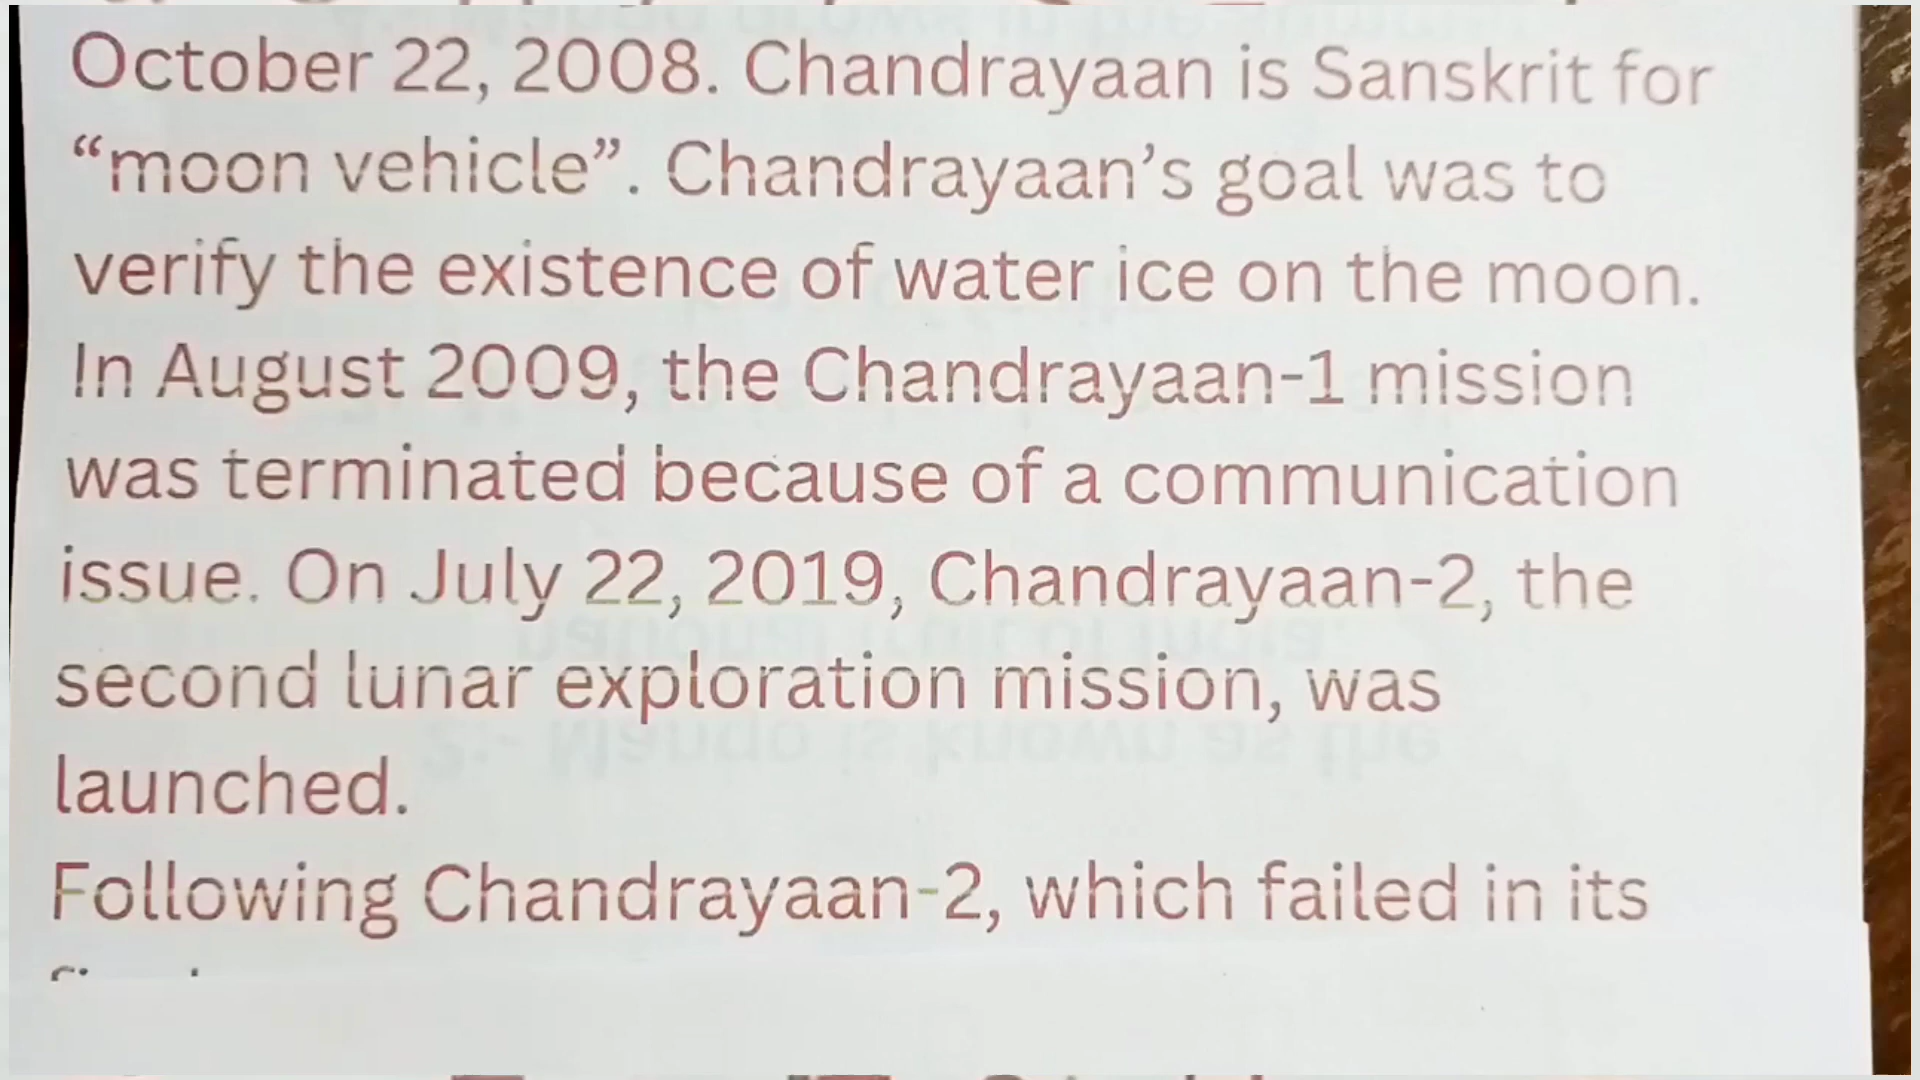 October 22, 2008. Chandrayaan is Sanskrit for
“moon vehicle”. Chandrayaan’s goal was to
verify the existence of water ice on the moon.
In August 2009, the Chandrayaan-1 mission
was terminated because of a communication
issue. On July 22, 2019, Chandrayaan-2, the
second lunar exploration mission, was
launched.
Following Chandrayaan-2, which failed in its